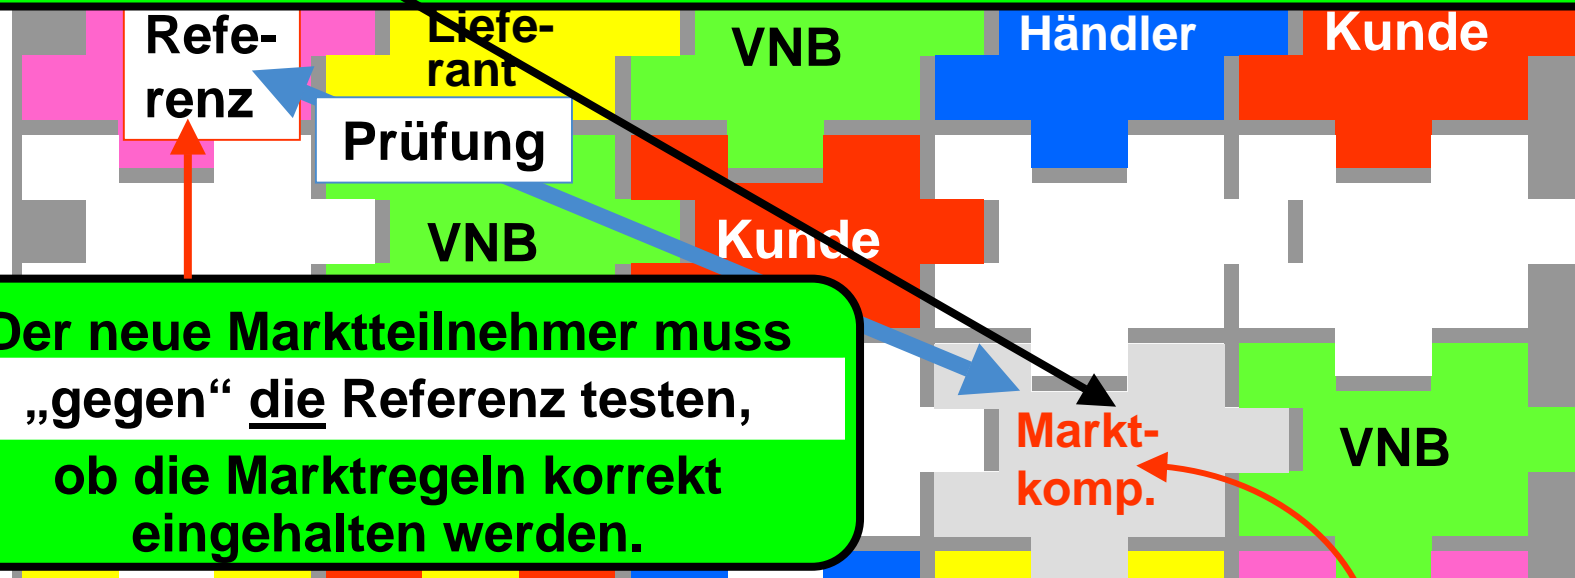 Refe-
renz
Liefe-
rant
VNB
Händler
Kunde
Prüfung
VNB
Kunde
Der neue Marktteilnehmer muss
„gegen“ die Referenz testen,
ob die Marktregeln korrekt
eingehalten werden.
Markt-
komp.
VNB